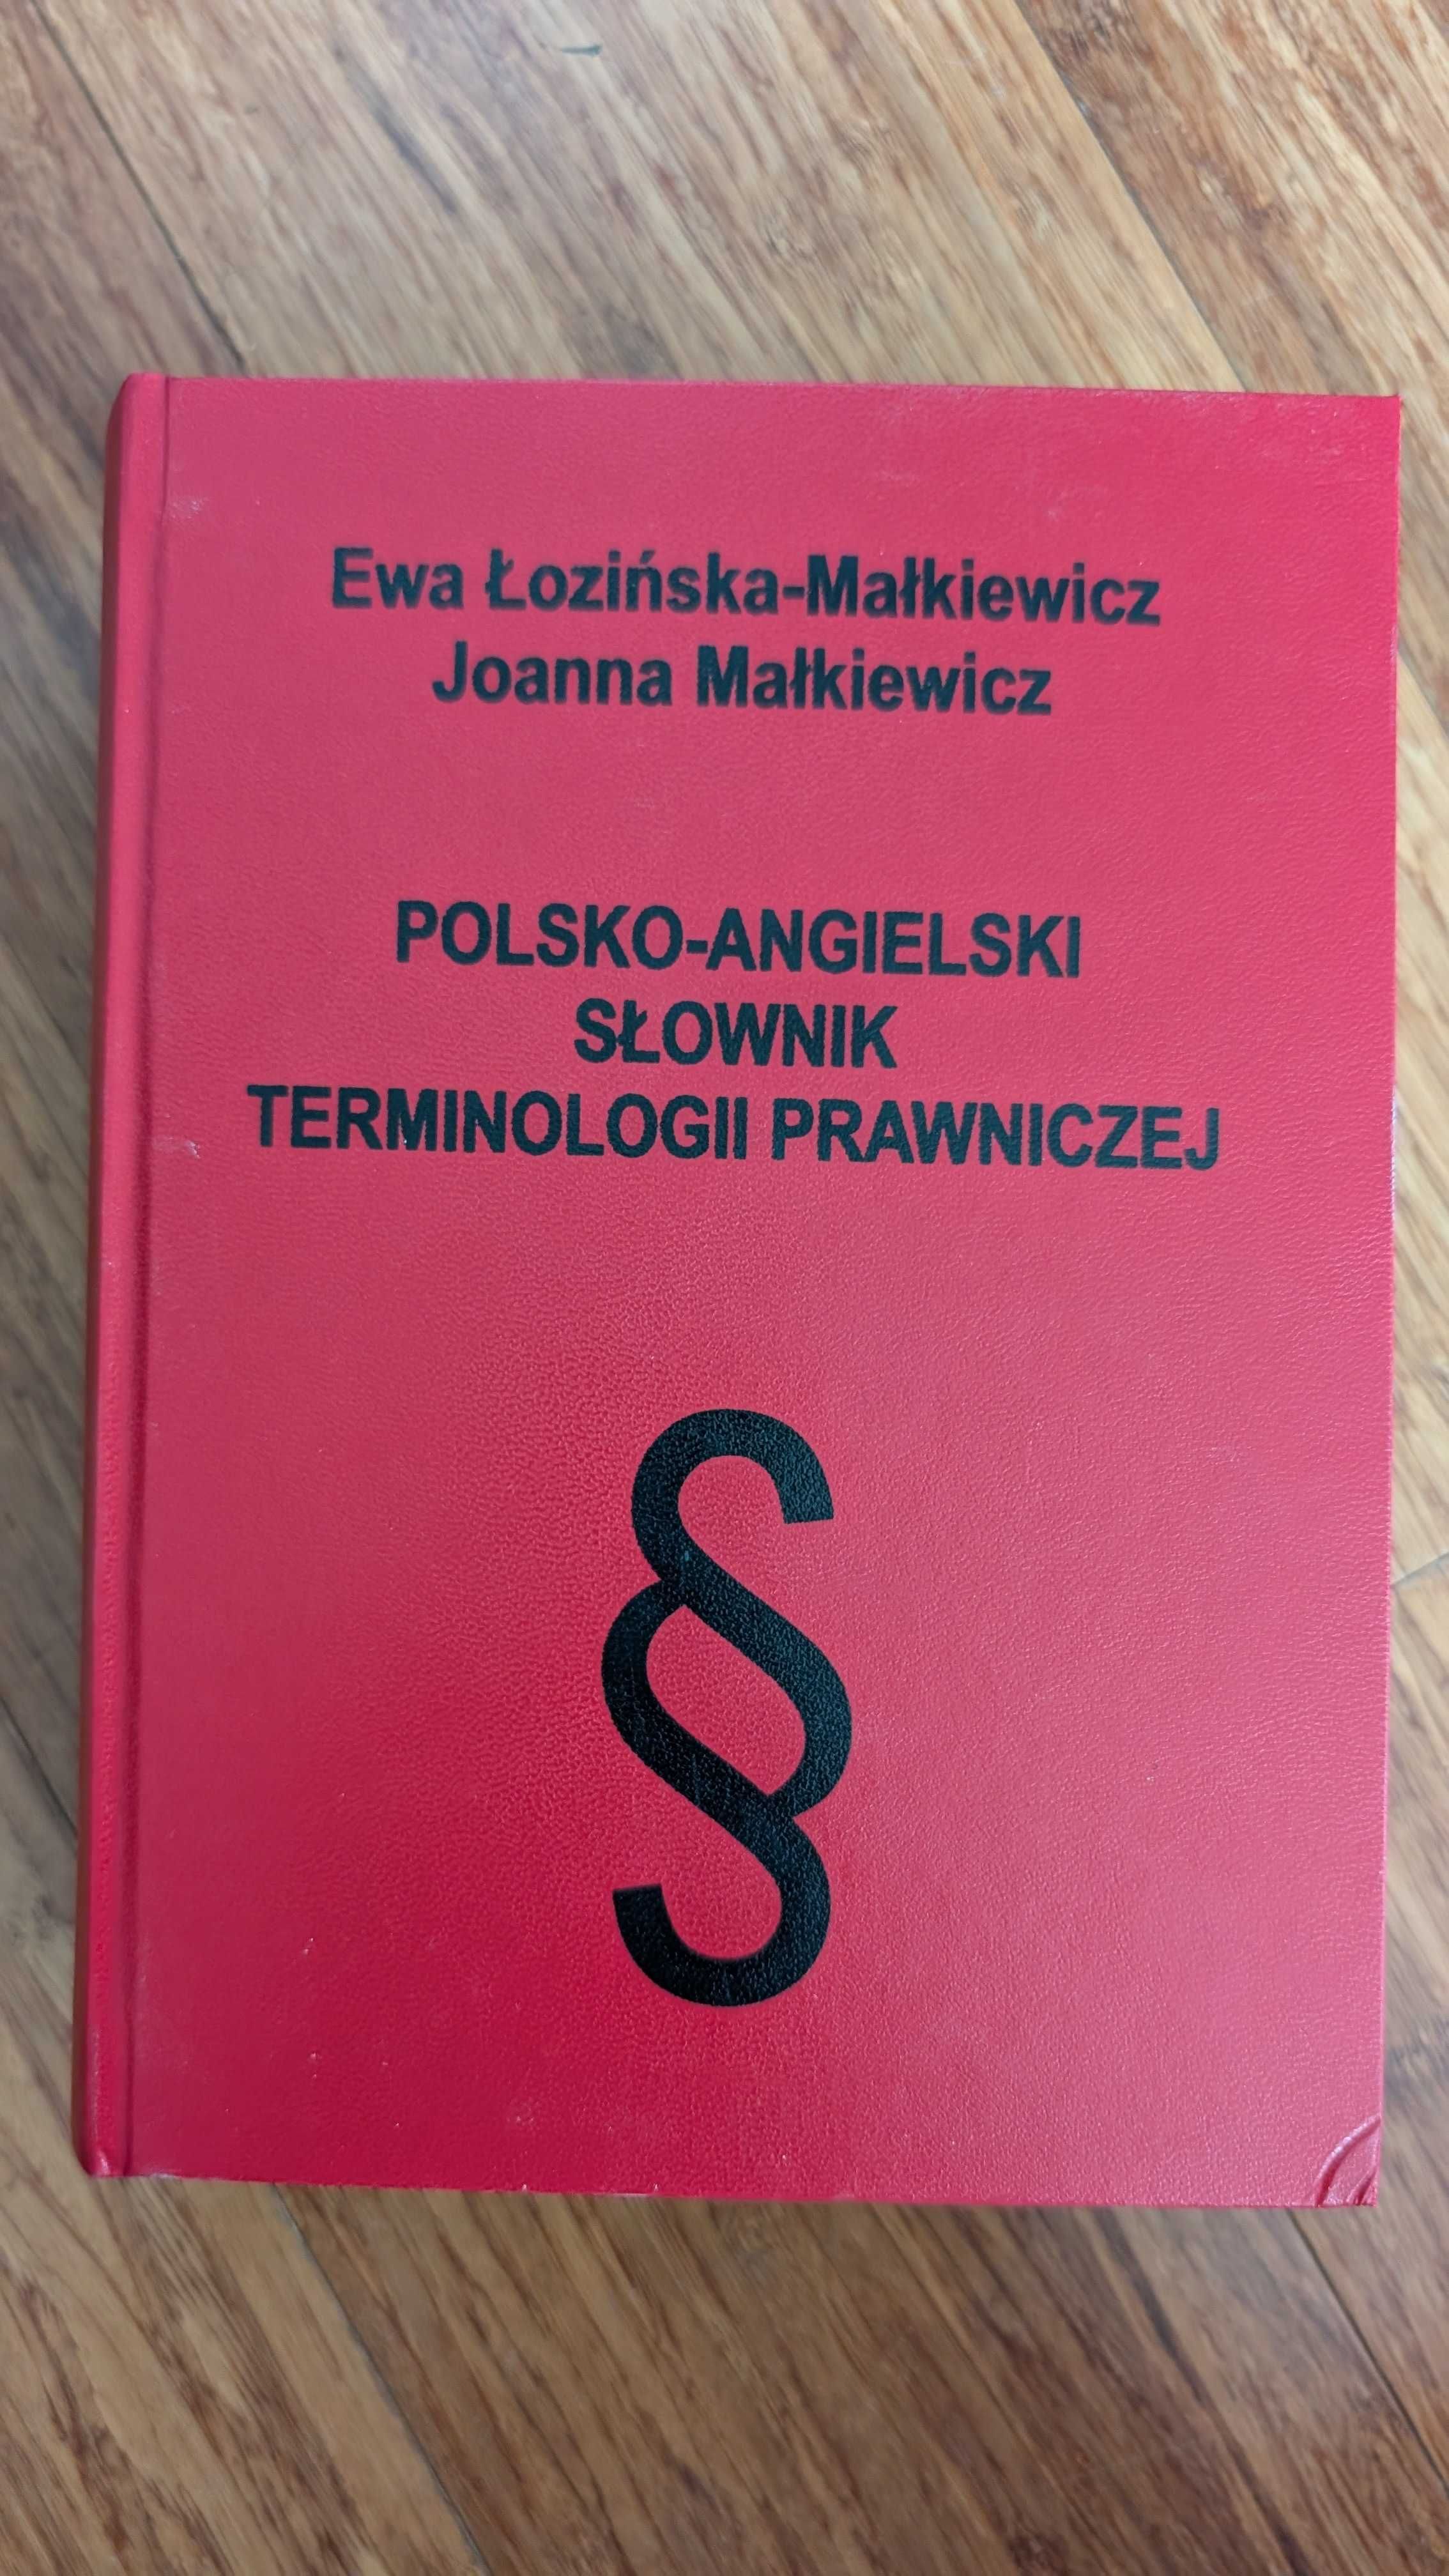 Ewa Łozińska-Małkiewicz
Joanna Małkiewicz
POLSKO-ANGIELSKI
SŁOWNIK
TERMINOLOGII PRAWNICZEJ
§